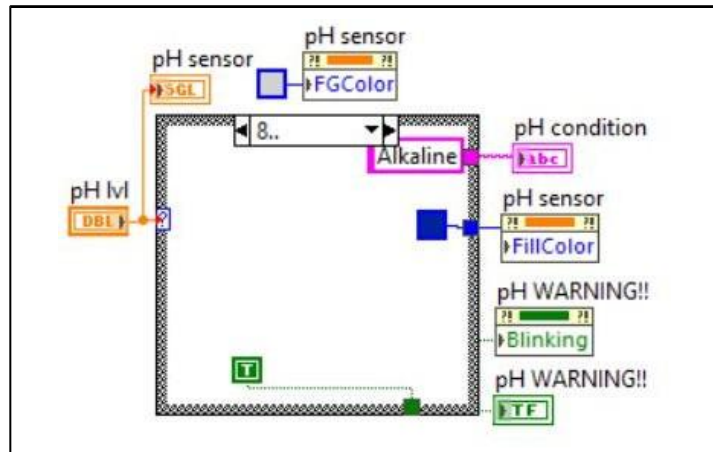 pH sensor
pH sensor
SGL
?! ?!
FGColor
8..
Alkaline
pH condition
abc
pH lvl
DBL
?
pH sensor
?! ?!
FillColor
pH WARNING!!
?! ?!
Blinking
T
pH WARNING!!
TF